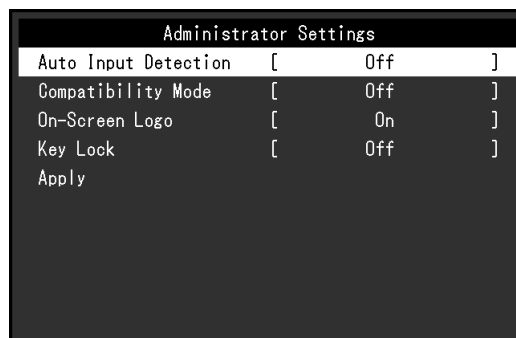 Administrator Settings
Auto Input Detection [ Off ]
Compatibility Mode [ Off ]
On-Screen Logo [ On ]
Key Lock [ Off ]
Apply